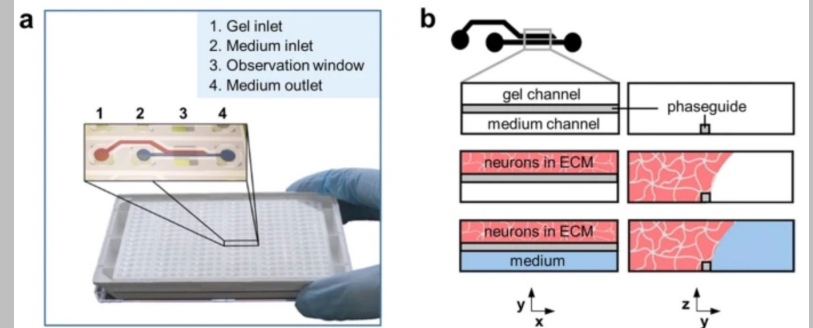 a
1. Gel inlet
2. Medium inlet
3. Observation window
4. Medium outlet
1 2 3 4
b
gel channel
phaseguide
medium channel
neurons in ECM
neurons in ECM
medium
y
x
z
y